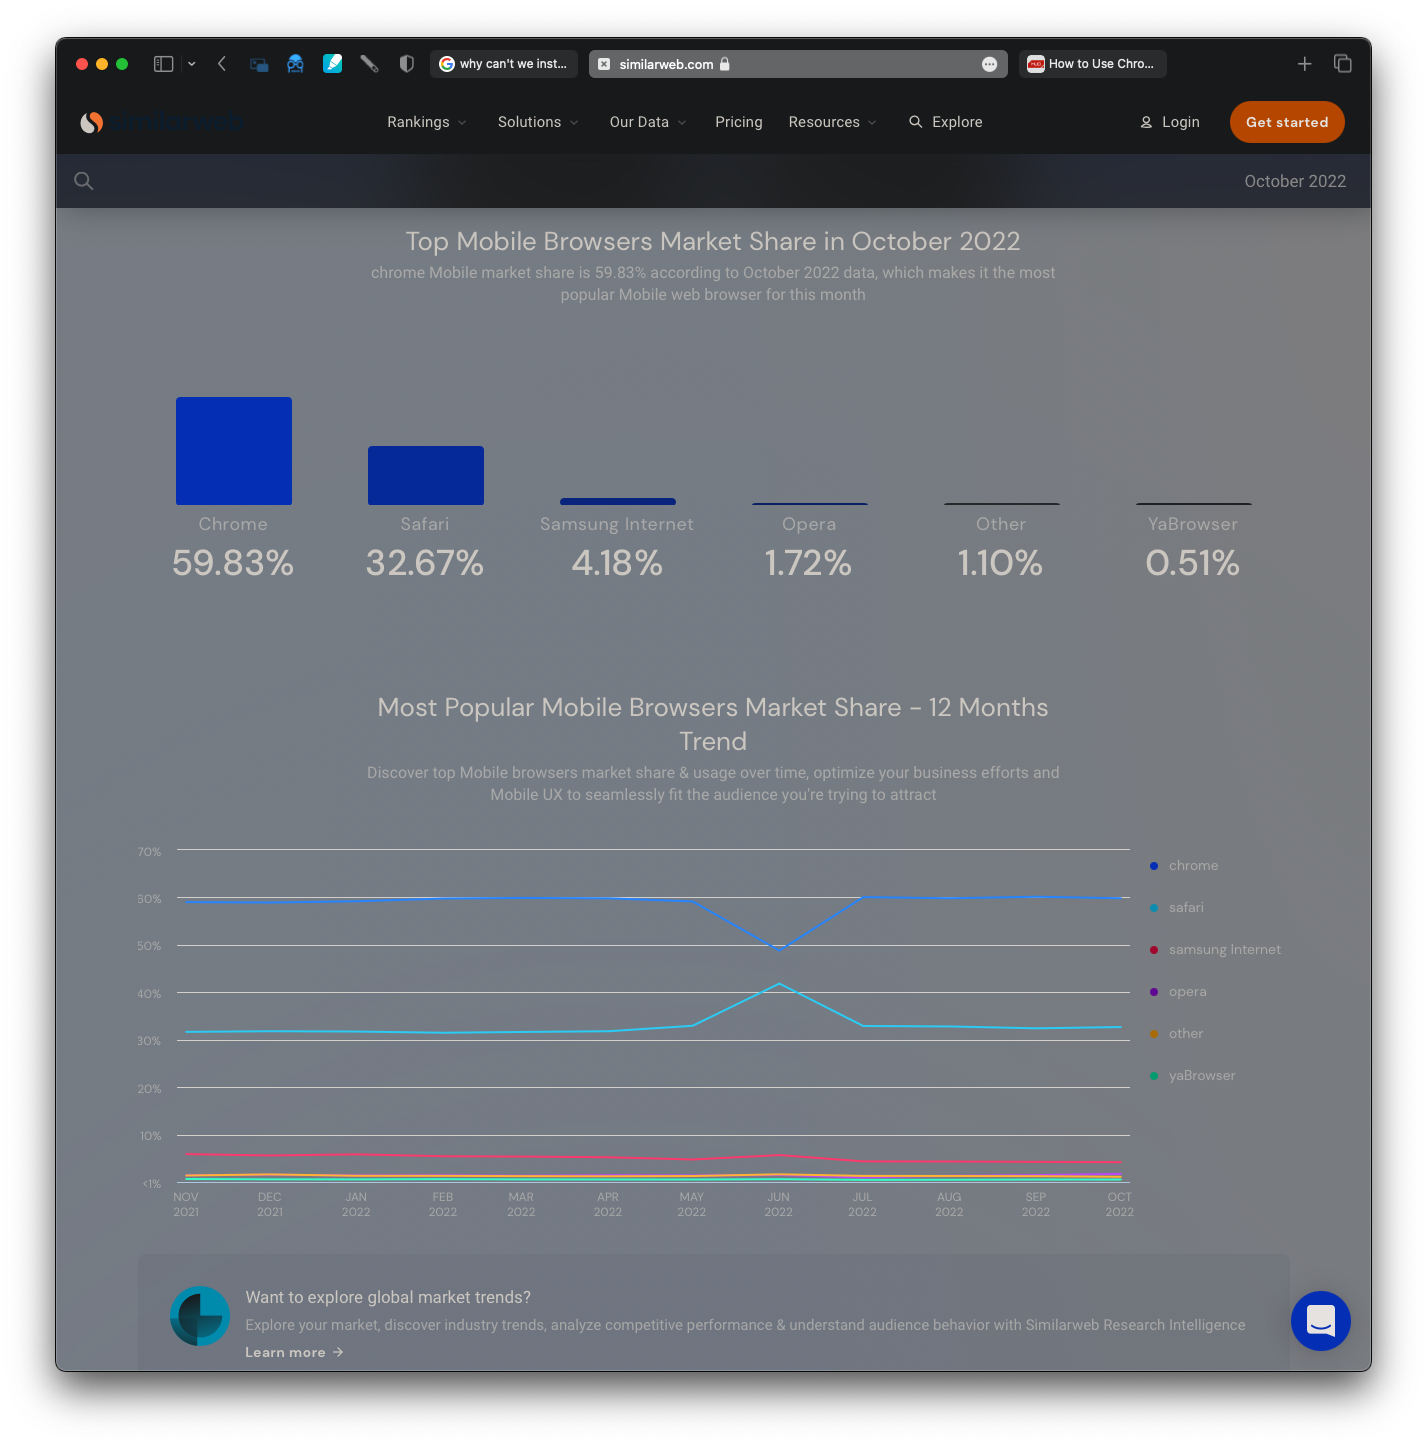 why can't we inst...
similarweb.com
How to Use Chro...
similarweb
Rankings
Solutions
Our Data
Pricing
Resources
Explore
Login
Get started
October 2022
Top Mobile Browsers Market Share in October 2022
chrome Mobile market share is 59.83% according to October 2022 data, which makes it the most
popular Mobile web browser for this month
Chrome
Safari
Samsung Internet
Opera
Other
YaBrowser
59.83%
32.67%
4.18%
1.72%
1.10%
0.51%
Most Popular Mobile Browsers Market Share - 12 Months
Trend
Discover top Mobile browsers market share & usage over time, optimize your business efforts and
Mobile UX to seamlessly fit the audience you're trying to attract
70%
60%
50%
40%
30%
20%
10%
<1%
chrome
safari
samsung Internet
opera
other
yaBrowser
NOV 2021
DEC 2021
JAN 2022
FEB 2022
MAR 2022
APR 2022
MAY 2022
JUN 2022
JUL 2022
AUG 2022
SEP 2022
OCT 2022
Want to explore global market trends?
Explore your market, discover industry trends, analyze competitive performance & understand audience behavior with Similarweb Research Intelligence
Learn more →